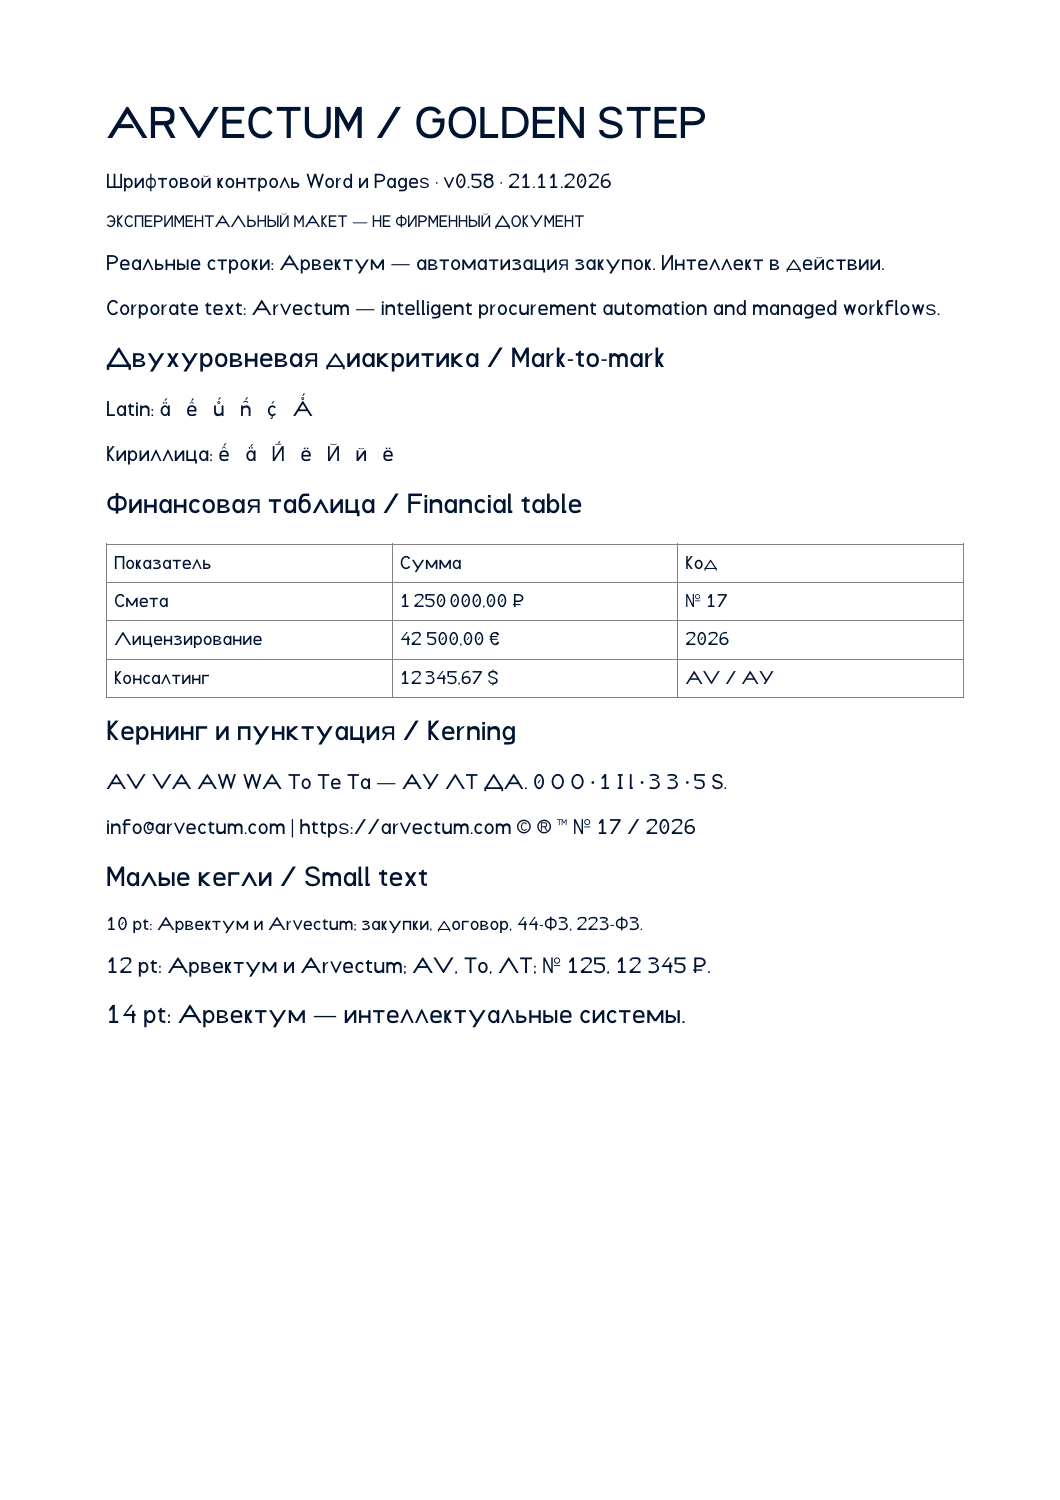 ARVECTUM / GOLDEN STEP
Шрифтовой контроль Word и Pages · v0.58 · 21.11.2026
ЭКСПЕРИМЕНТАЛЬНЫЙ МАКЕТ — НЕ ФИРМЕННЫЙ ДОКУМЕНТ
Реальные строки: Арвектум — автоматизация закупок. Интеллект в действии.
Corporate text: Arvectum — intelligent procurement automation and managed workflows.
Двухуровневая диакритика / Mark-to-mark
Latin:
Кириллица: ё Й й ё
Финансовая таблица / Financial table
Показатель Сумма Код
Смета 1 250 000,00 ₽ № 17
Лицензирование 42 500,00 € 2026
Консалтинг 12 345,67 $ AV / АУ
Кернинг и пунктуация / Kerning
AV VA AW WA To Te Ta — АУ ЛТ ДА. 0 O О · 1 I l · 3 З · 5 S.
info@arvectum.com | https://arvectum.com © ® ™ № 17 / 2026
Малые кегли / Small text
10 pt: Арвектум и Arvectum; закупки, договор, 44-ФЗ, 223-ФЗ.
12 pt: Арвектум и Arvectum; AV, To, ЛТ; № 125, 12 345 ₽.
14 pt: Арвектум — интеллектуальные системы.